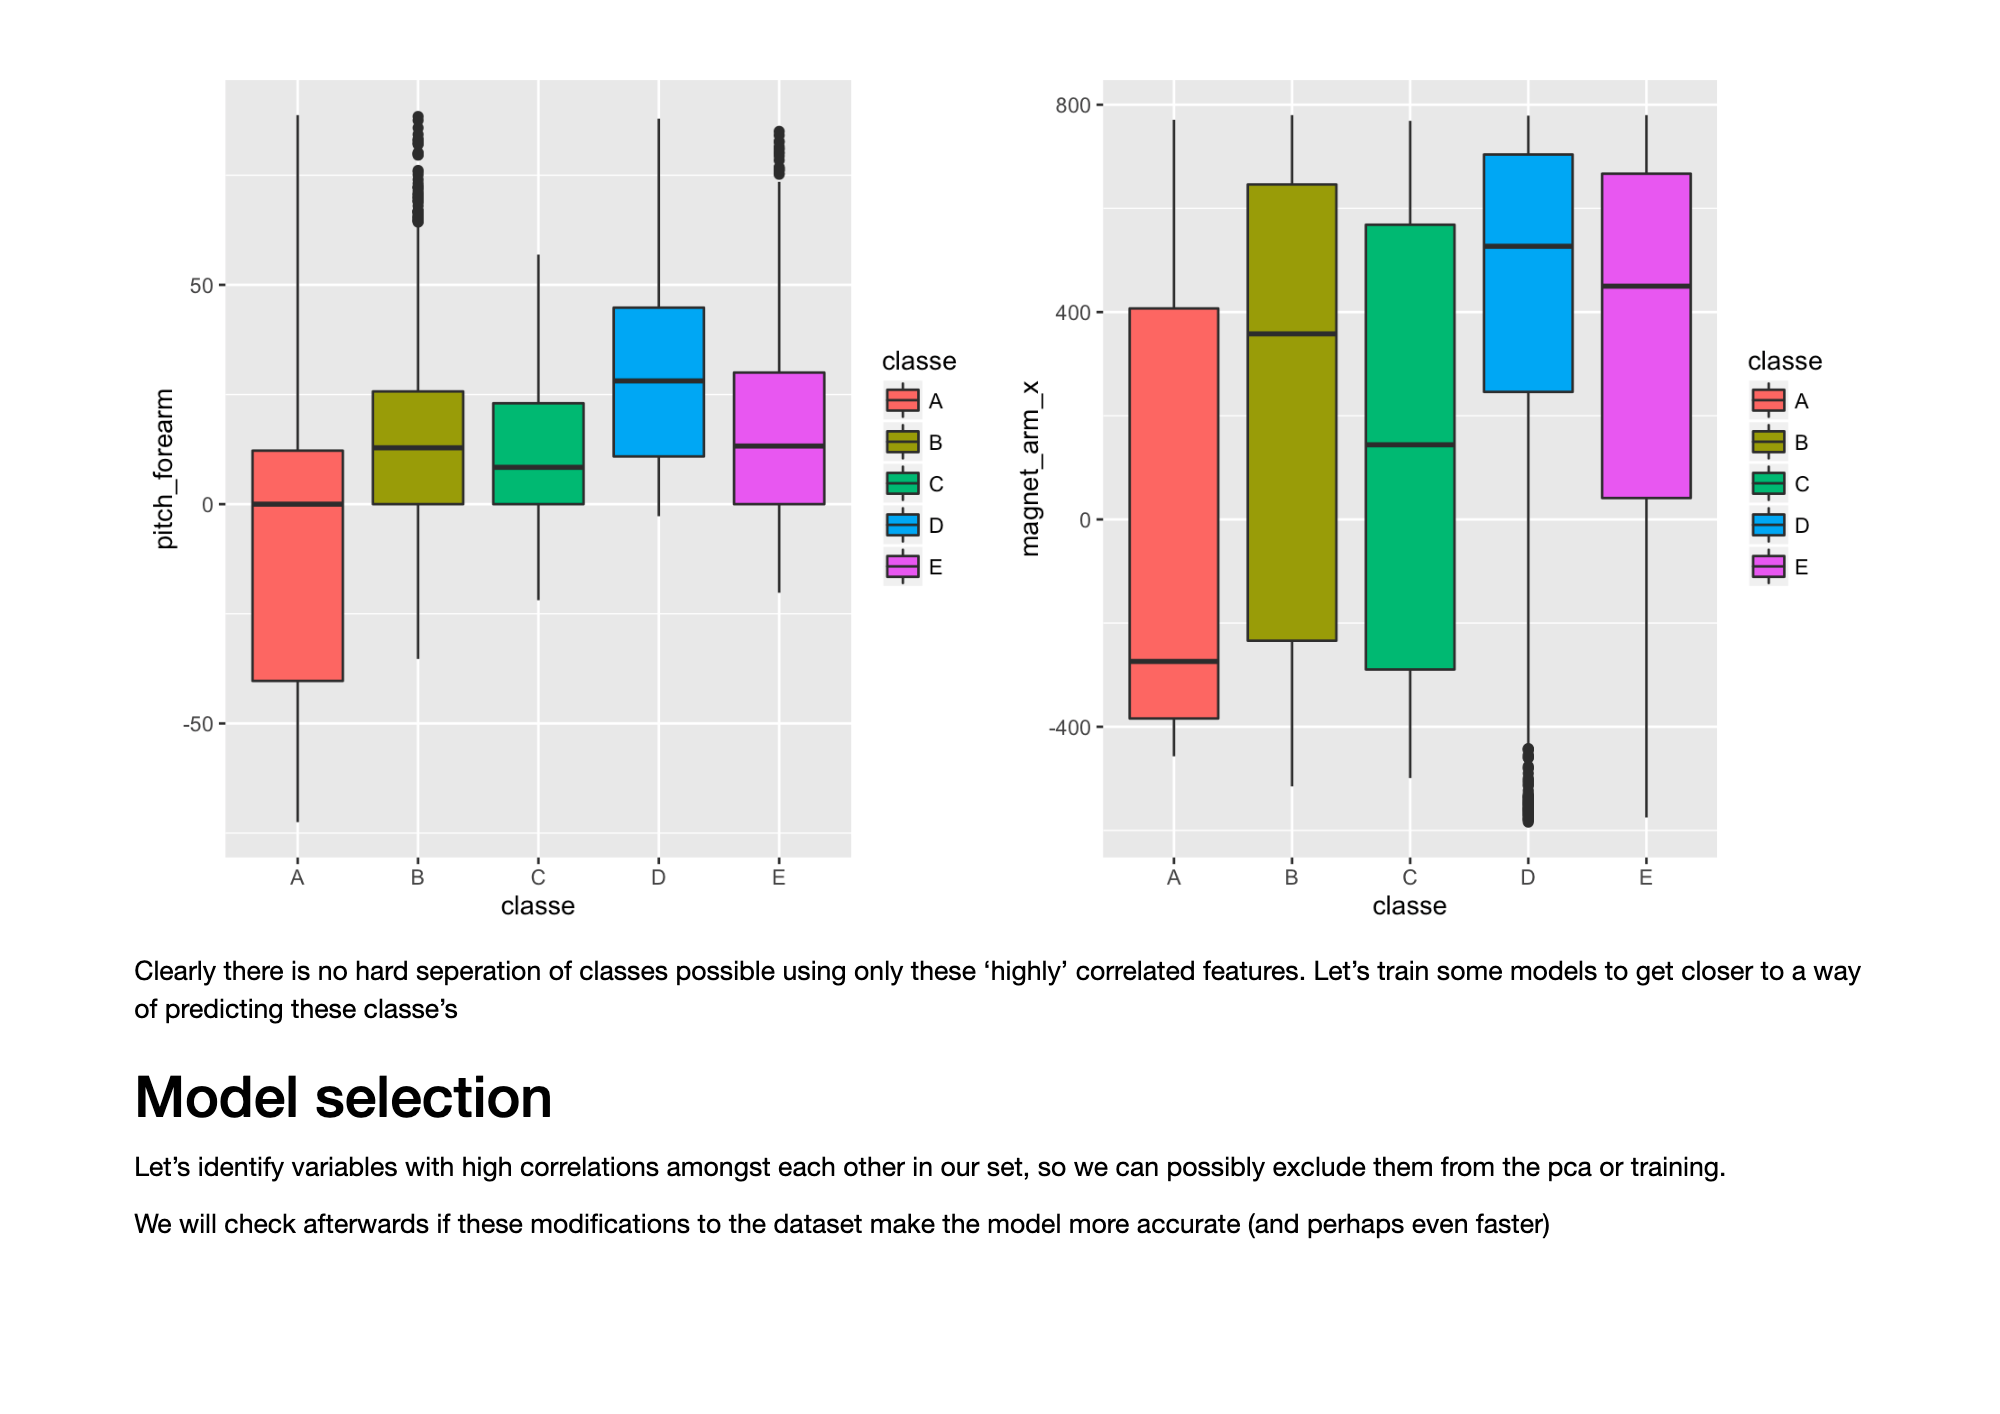 50
0
-50
pitch_forearm
A
B
C
D
E
classe
classe
A
B
C
D
E
800
400
0
-400
magnet_arm_x
A
B
C
D
E
classe
classe
A
B
C
D
E
Clearly there is no hard seperation of classes possible using only these ‘highly’ correlated features. Let’s train some models to get closer to a way
of predicting these classe’s
Model selection
Let’s identify variables with high correlations amongst each other in our set, so we can possibly exclude them from the pca or training.
We will check afterwards if these modifications to the dataset make the model more accurate (and perhaps even faster)